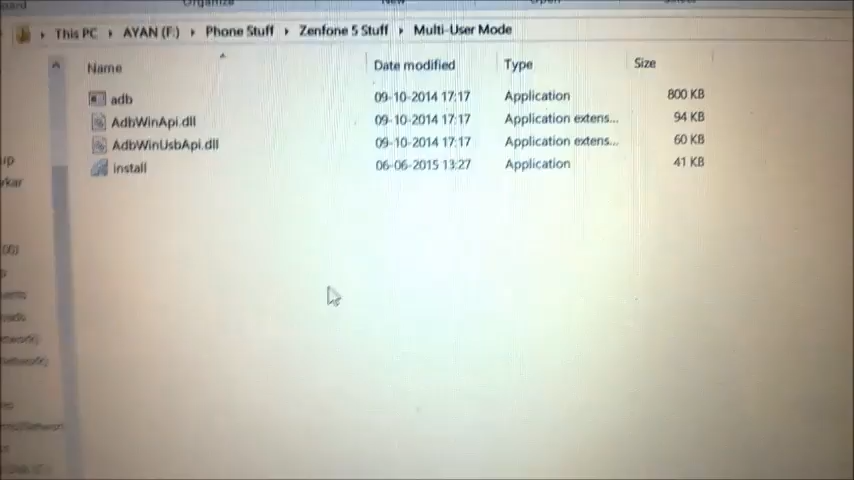 This PC › AYAN (F:) › Phone Stuff › Zenfone 5 Stuff › Multi-User Mode
Name Date modified Type Size
adb 09-10-2014 17:17 Application 800 KB
AdbWinApi.dll 09-10-2014 17:17 Application extens... 94 KB
AdbWinUsbApi.dll 09-10-2014 17:17 Application extens... 60 KB
install 06-06-2015 13:27 Application 41 KB